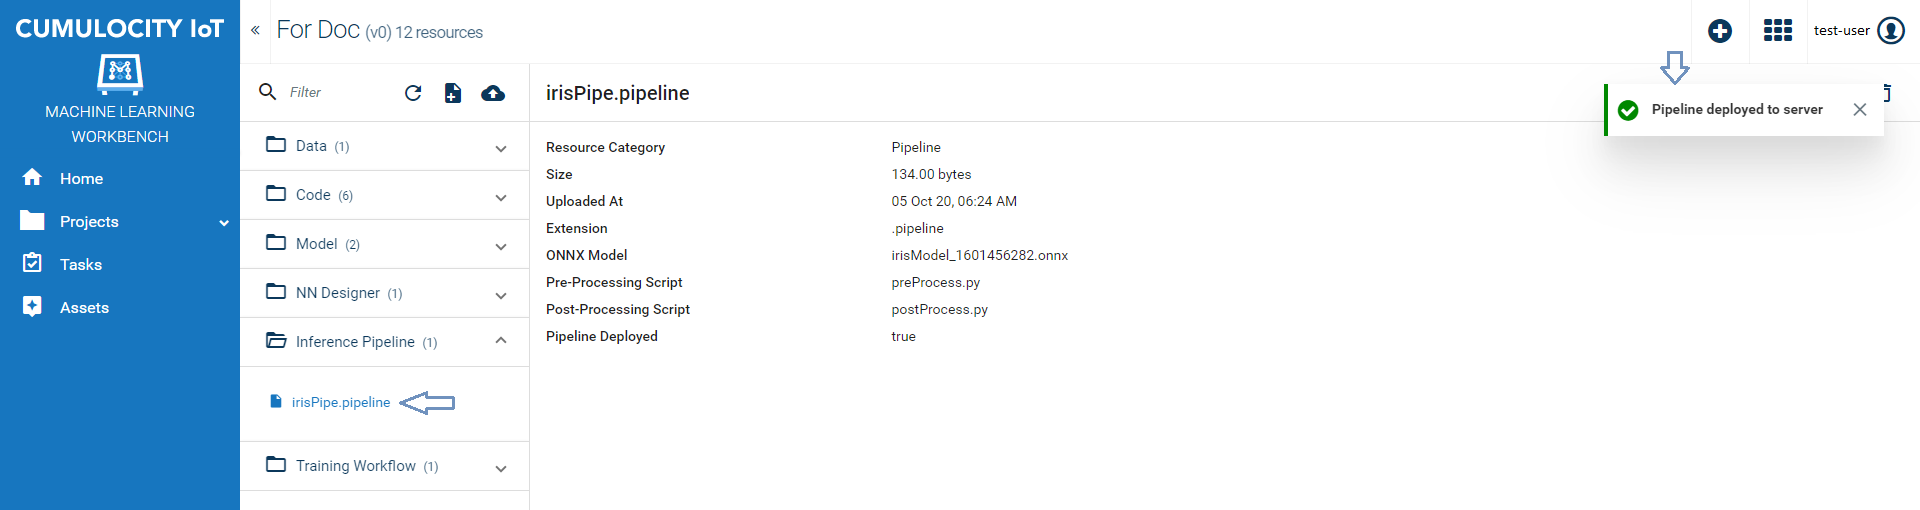 CUMULOCITY IoT
MACHINE LEARNING
WORKBENCH
Home
Projects
Tasks
Assets
« For Doc (v0) 12 resources
test-user
Filter
Data (1)
Code (6)
Model (2)
NN Designer (1)
Inference Pipeline (1)
irisPipe.pipeline
Training Workflow (1)
irisPipe.pipeline
Pipeline deployed to server
Resource Category Pipeline
Size 134.00 bytes
Uploaded At 05 Oct 20, 06:24 AM
Extension .pipeline
ONNX Model irisModel_1601456282.onnx
Pre-Processing Script preProcess.py
Post-Processing Script postProcess.py
Pipeline Deployed true